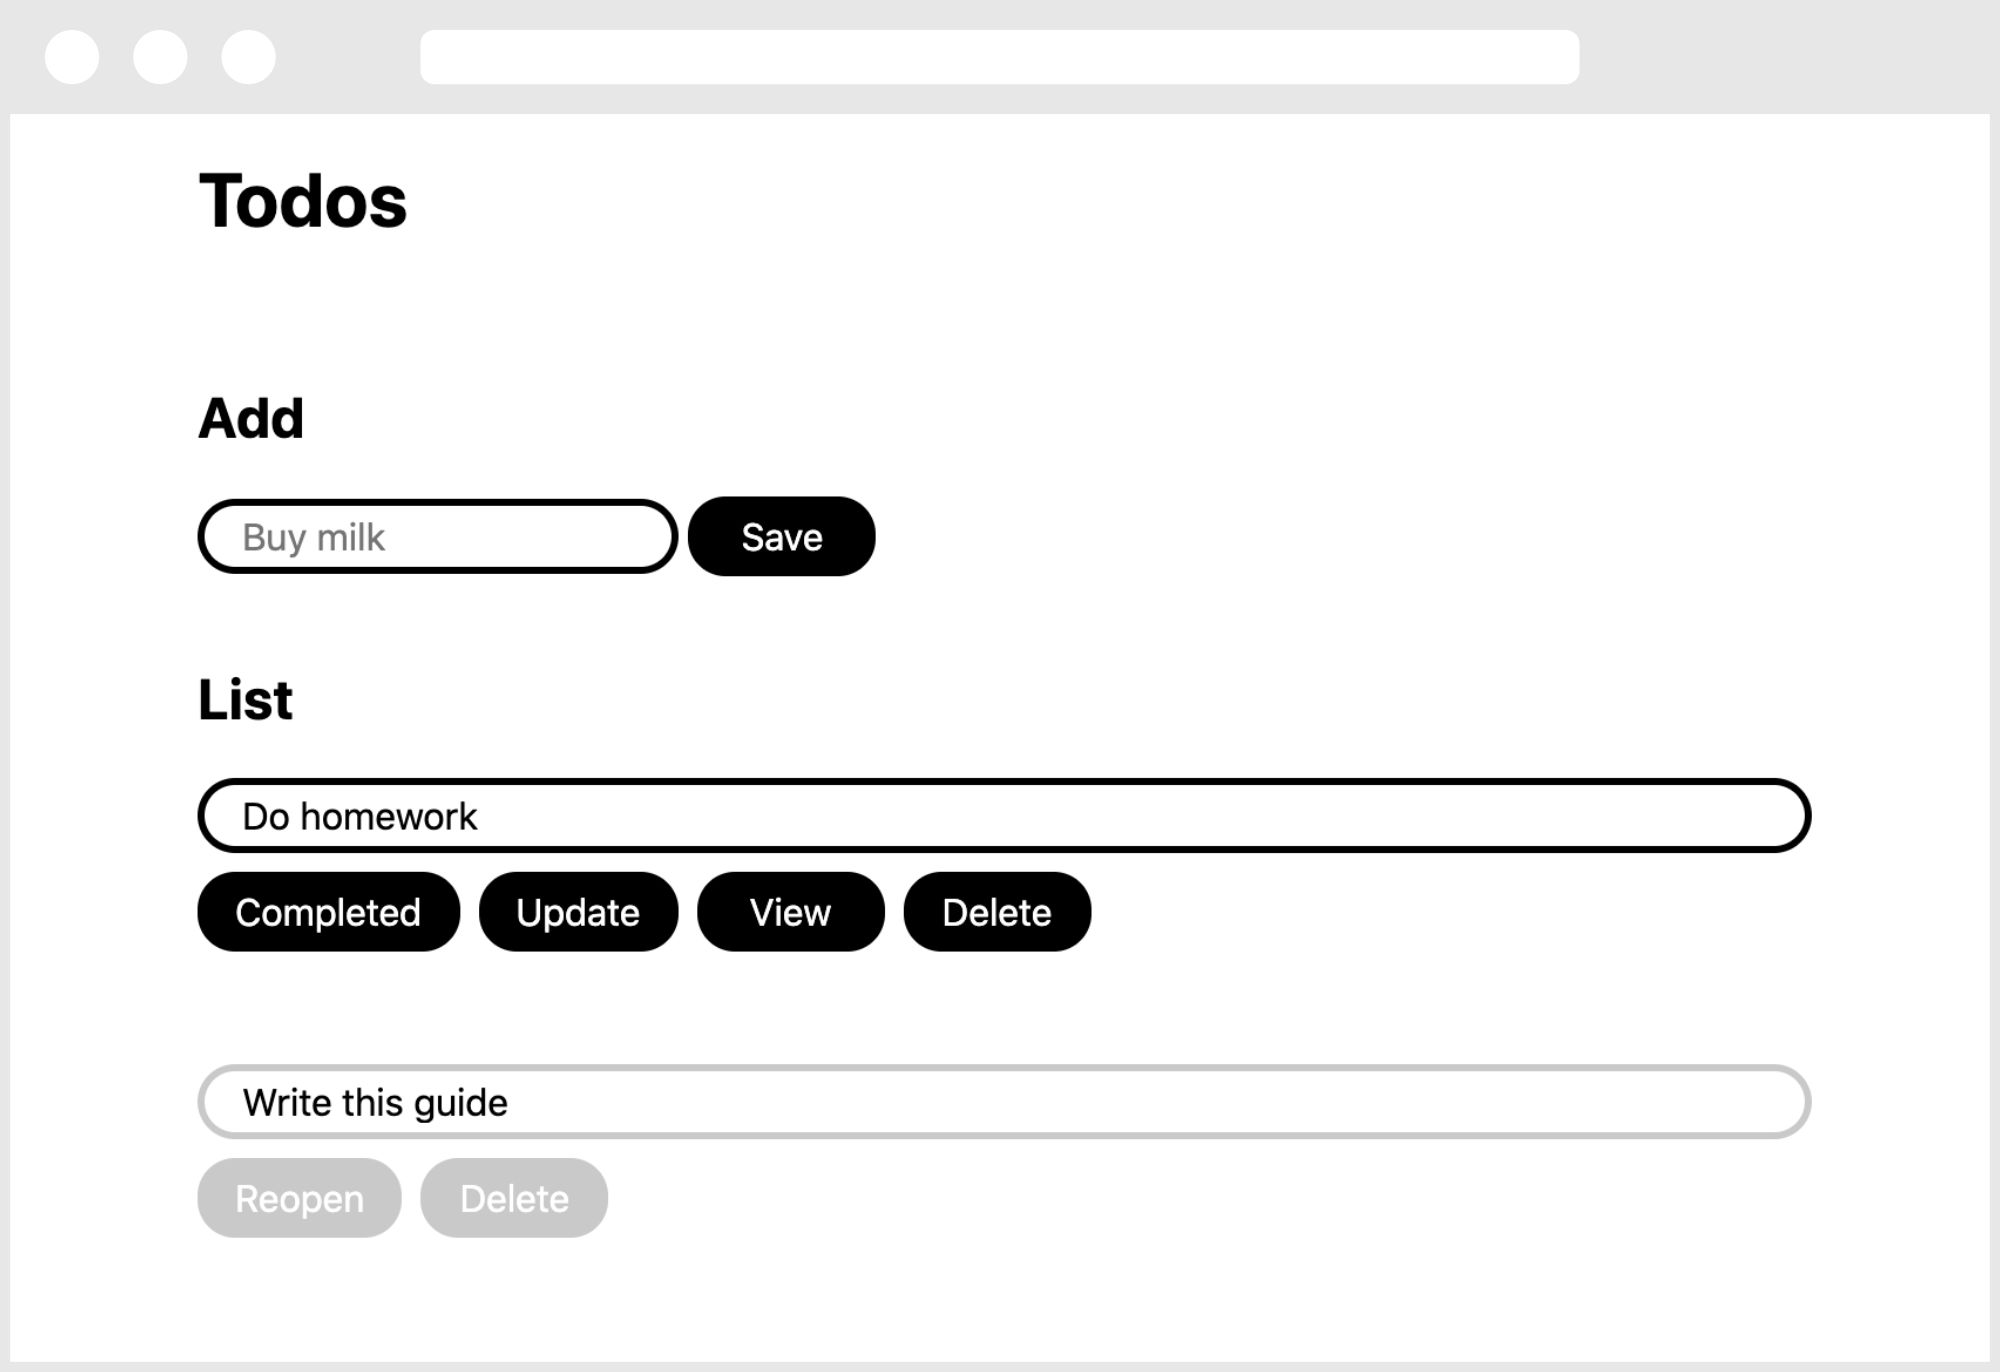 Todos
Add
Buy milk Save
List
Do homework
Completed Update View Delete
Write this guide
Reopen Delete